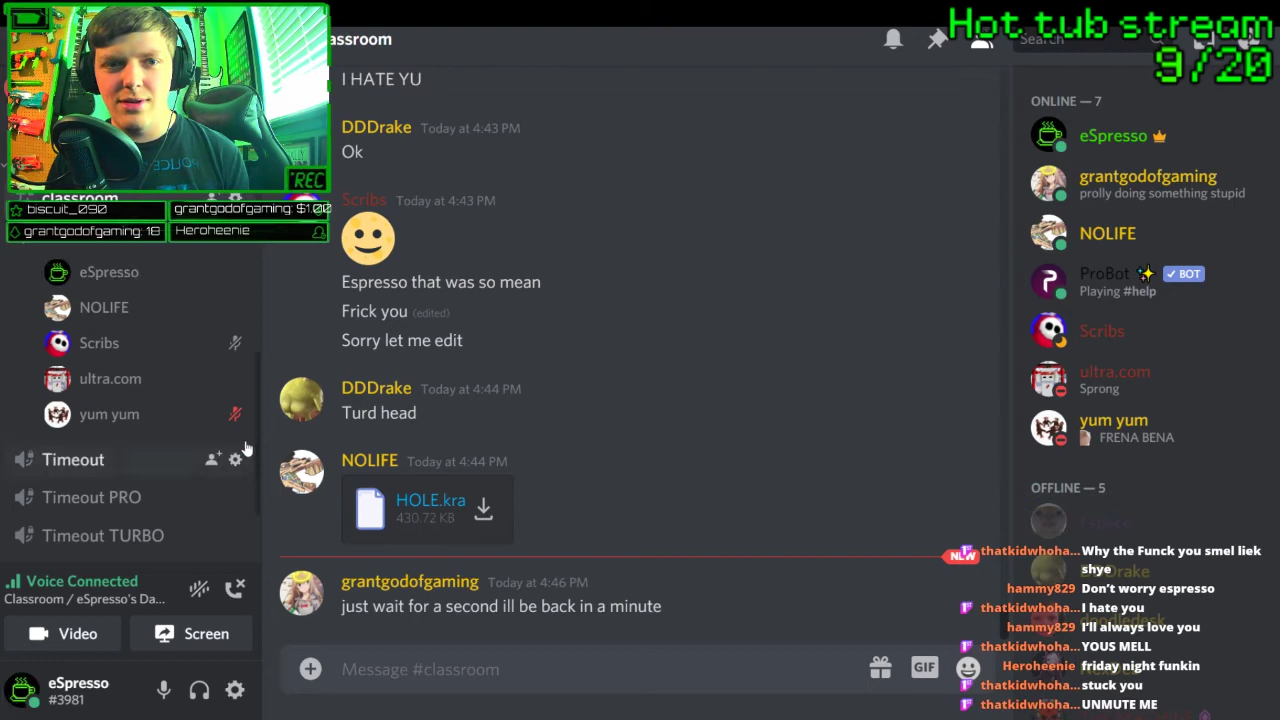 Hot tub stream
9/20
REC
biscuit_090
grantgodofgaming: $1.00
grantgodofgaming: 18
Heroheenie
classroom
eSpresso
NOLIFE
Scribs
ultra.com
yum yum
Timeout
Timeout PRO
Timeout TURBO
Voice Connected
Classroom / eSpresso's Da...
Video
Screen
eSpresso
#3981
assroom
Search
I HATE YU
DDDrake Today at 4:43 PM
Ok
Scribs Today at 4:43 PM
Espresso that was so mean
Frick you (edited)
Sorry let me edit
DDDrake Today at 4:44 PM
Turd head
NOLIFE Today at 4:44 PM
HOLE.kra
430.72 KB
NEW
grantgodofgaming Today at 4:46 PM
just wait for a second ill be back in a minute
Message #classroom
GIF
ONLINE — 7
eSpresso
grantgodofgaming
prolly doing something stupid
NOLIFE
ProBot ✨ ✓ BOT
Playing #help
Scribs
ultra.com
Sprong
yum yum
FRENA BENA
OFFLINE — 5
DDDrake
thatkidwhoha... Why the Funck you smel liek
shye
hammy829 Don't worry espresso
thatkidwhoha... I hate you
hammy829 I'll always love you
thatkidwhoha... YOUS MELL
Heroheenie friday night funkin
thatkidwhoha... stuck you
thatkidwhoha... UNMUTE ME